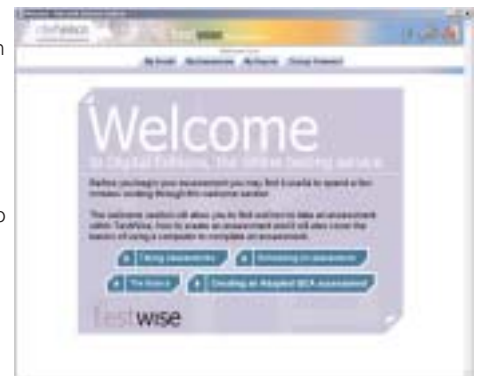 n
o
testwise
Welcome
to Digital Editions, the online testing service
Before you begin your assessment you may find it useful to spend a few
minutes working through this welcome section.
The welcome section will allow you to find out how to take an assessment
within TestWise, how to create an assessment and it will also cover the
basics of using a computer to complete an assessment.
Taking assessments
Scheduling an assessment
The basics
Creating an Adapted QCA assessment
Testwise